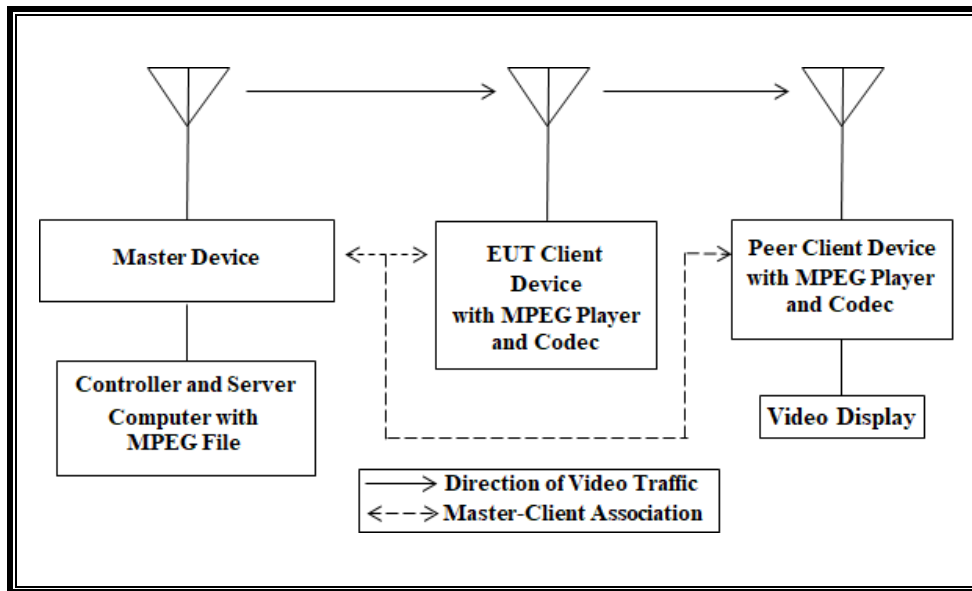 Master Device
EUT Client
Device
with MPEG Player
and Codec
Peer Client Device
with MPEG Player
and Codec
Controller and Server
Computer with
MPEG File
Video Display
Direction of Video Traffic
Master-Client Association